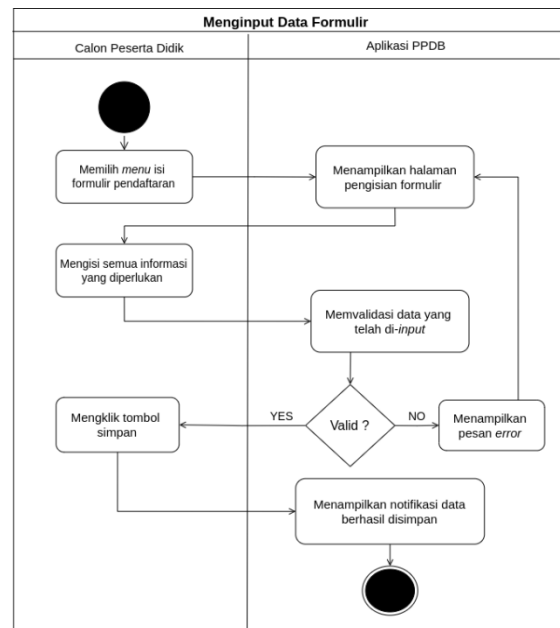 Menginput Data Formulir
Calon Peserta Didik
Aplikasi PPDB
Memilih menu isi
formulir pendaftaran
Menampilkan halaman
pengisian formulir
Mengisi semua informasi
yang diperlukan
Memvalidasi data yang
telah di-input
Mengklik tombol
simpan
YES
Valid ?
NO
Menampilkan
pesan error
Menampilkan notifikasi data
berhasil disimpan